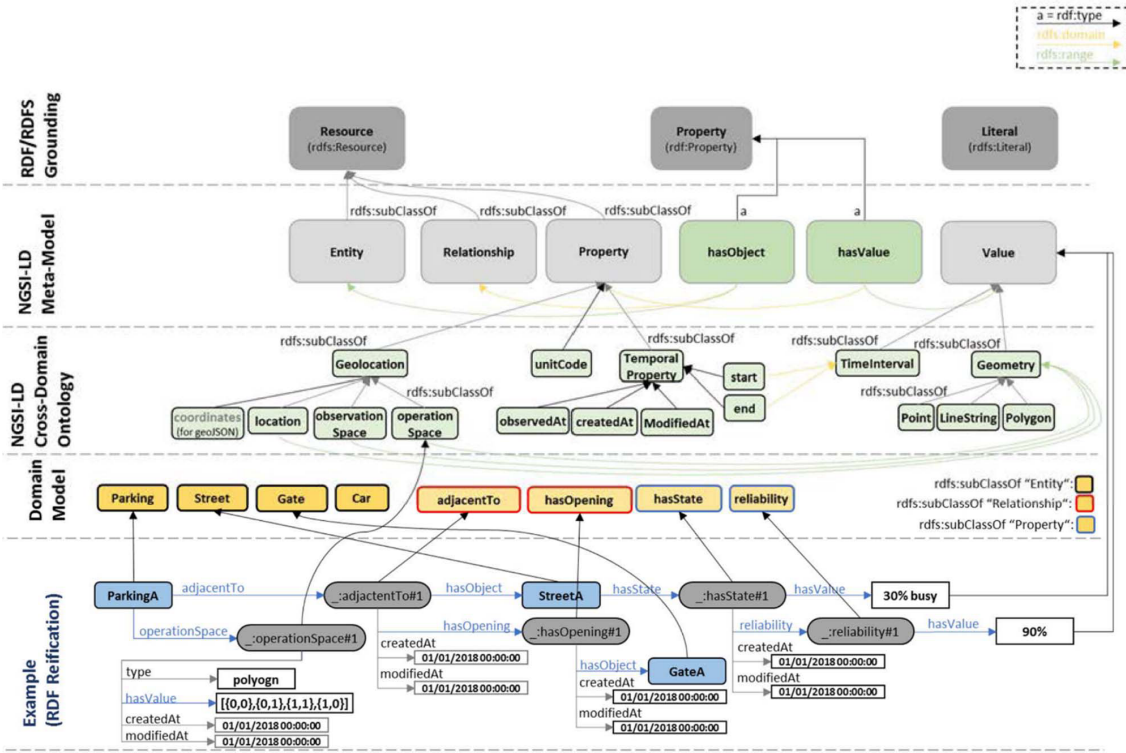 a = rdf:type
rdfs:domain
rdfs:range
RDF/RDFS
Grounding
Resource
(rdfs:Resource)
Property
(rdf:Property)
Literal
(rdfs:Literal)
rdfs:subClassOf
rdfs:subClassOf
rdfs:subClassOf
a
a
NGSI-LD
Meta-Model
Entity
Relationship
Property
hasObject
hasValue
Value
NGSI-LD
Cross-Domain
Ontology
rdfs:subClassOf
rdfs:subClassOf
rdfs:subClassOf
rdfs:subClassOf
Geolocation
unitCode
Temporal
Property
start
end
TimeInterval
Geometry
rdfs:subClassOf
rdfs:subClassOf
coordinates
(for geoJSON)
location
observation
Space
operation
Space
observedAt
createdAt
ModifiedAt
Point
LineString
Polygon
Domain
Model
Parking
Street
Gate
Car
adjacentTo
hasOpening
hasState
reliability
rdfs:subClassOf "Entity":
rdfs:subClassOf "Relationship":
rdfs:subClassOf "Property":
Example
(RDF Reification)
ParkingA
adjacentTo
_:adjactentTo#1
hasObject
StreetA
hasState
_:hasState#1
hasValue
30% busy
operationSpace
_:operationSpace#1
hasOpening
_:hasOpening#1
reliability
_:reliability#1
hasValue
90%
createdAt
01/01/2018 00:00:00
modifiedAt
01/01/2018 00:00:00
hasObject
GateA
createdAt
01/01/2018 00:00:00
modifiedAt
01/01/2018 00:00:00
createdAt
01/01/2018 00:00:00
modifiedAt
01/01/2018 00:00:00
type
polyogn
hasValue
[{0,0},{0,1},{1,1},{1,0}]
createdAt
01/01/2018 00:00:00
modifiedAt
01/01/2018 00:00:00